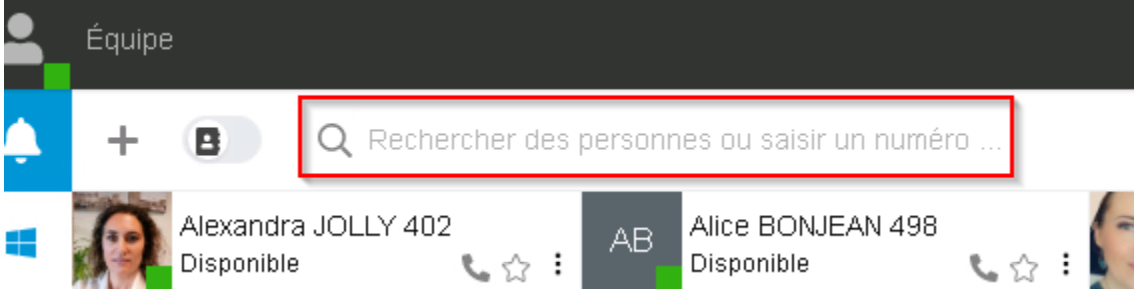 Équipe
Rechercher des personnes ou saisir un numéro ...
Alexandra JOLLY 402
Disponible
AB
Alice BONJEAN 498
Disponible